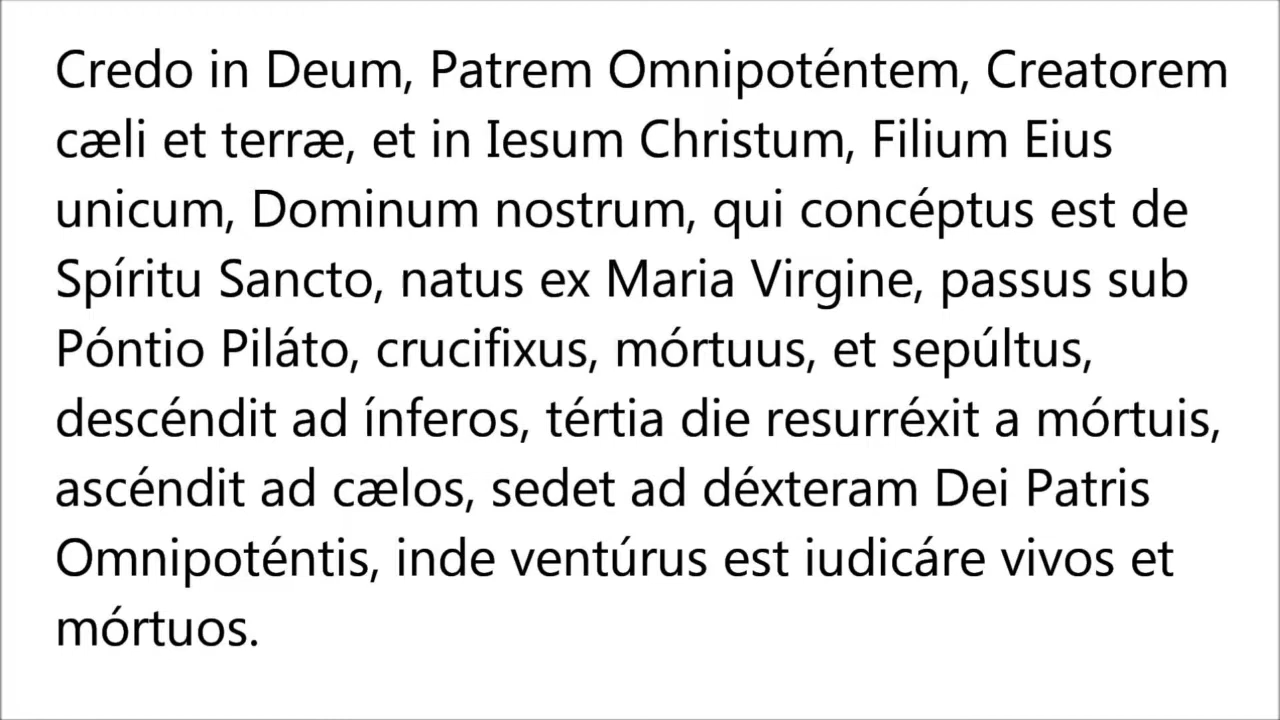 Credo in Deum, Patrem Omnipoténtem, Creatorem
cæli et terræ, et in Iesum Christum, Filium Eius
unicum, Dominum nostrum, qui concéptus est de
Spíritu Sancto, natus ex Maria Virgine, passus sub
Póntio Piláto, crucifixus, mórtuus, et sepúltus,
descéndit ad ínferos, tértia die resurréxit a mórtuis,
ascéndit ad cælos, sedet ad déxteram Dei Patris
Omnipoténtis, inde ventúrus est iudicáre vivos et
mórtuos.